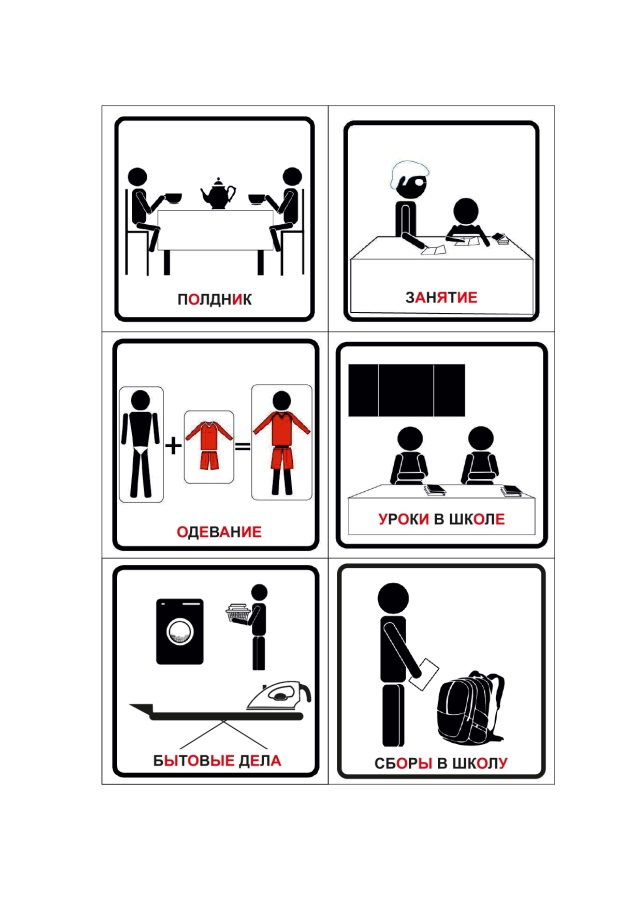 ПОЛДНИК
ЗАНЯТИЕ
ОДЕВАНИЕ
УРОКИ В ШКОЛЕ
БЫТОВЫЕ ДЕЛА
СБОРЫ В ШКОЛУ